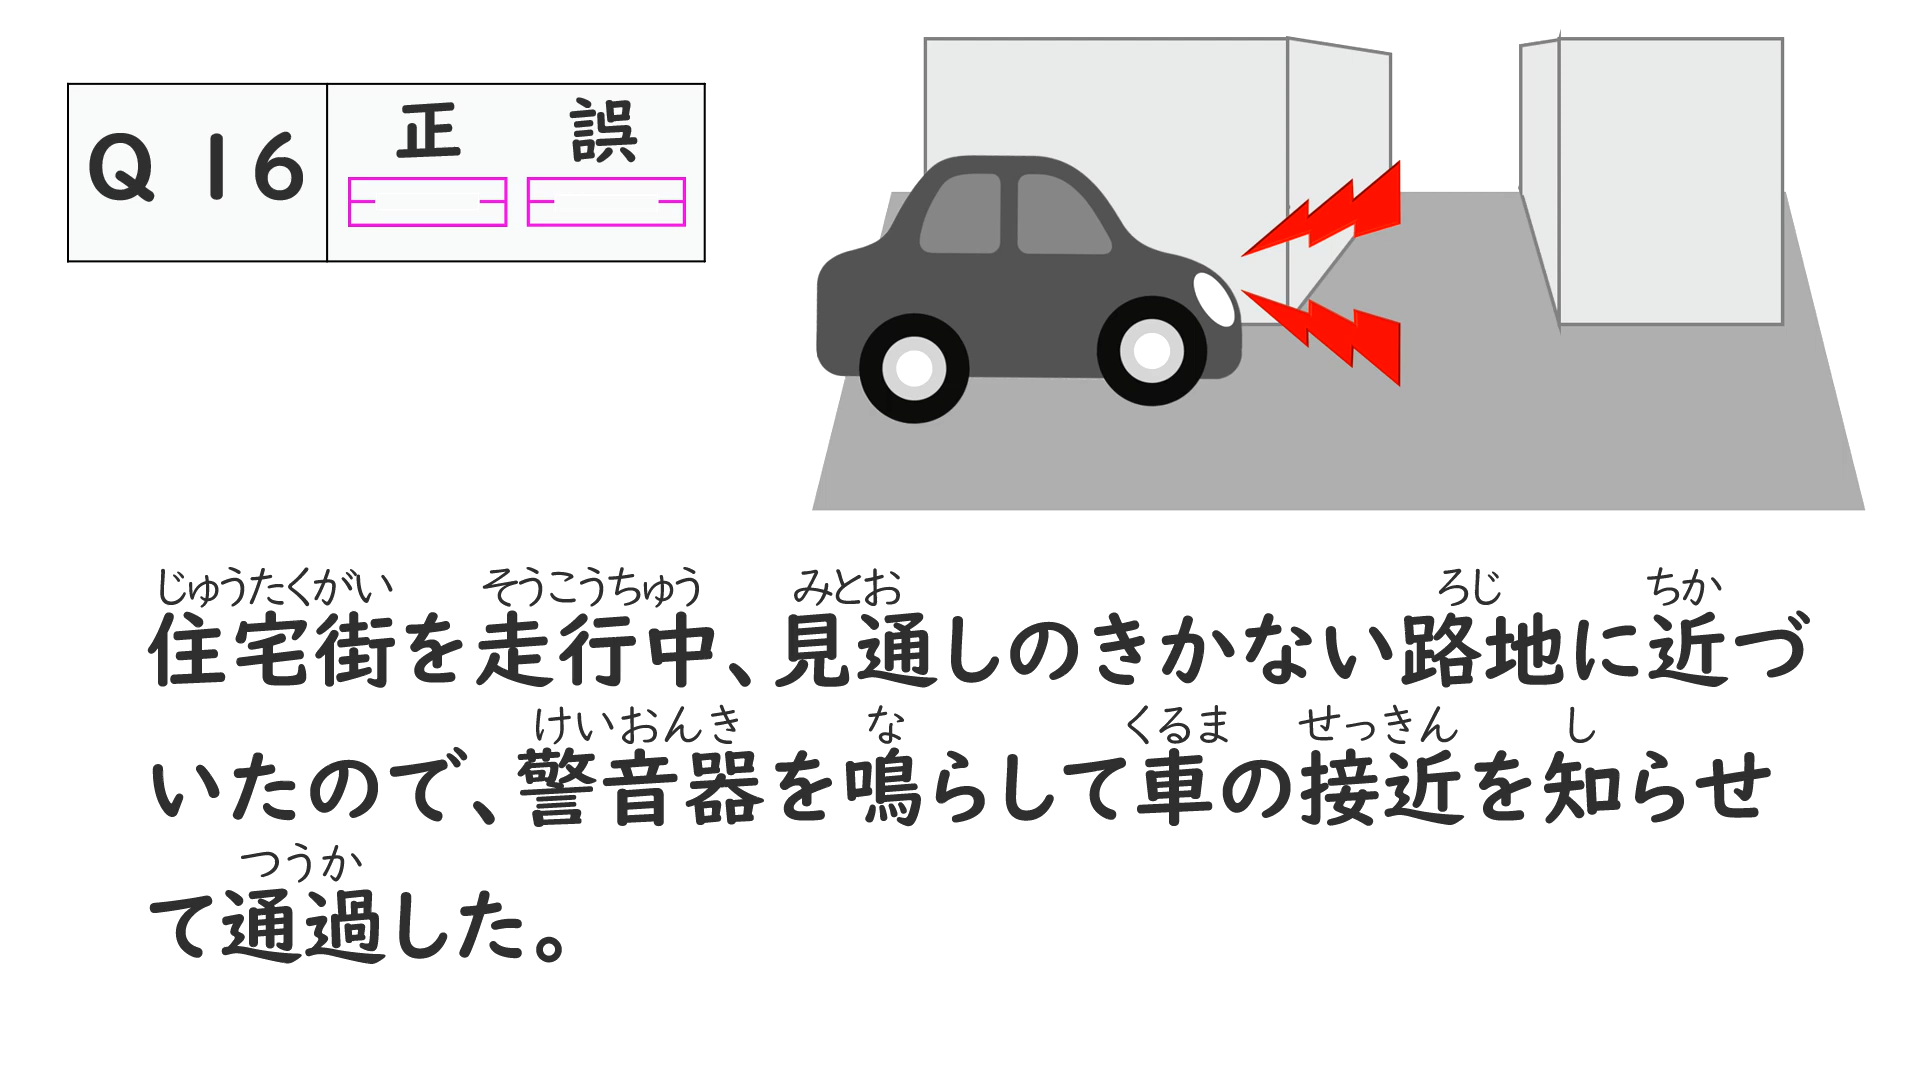 Q 16
正 誤
じゅうたくがい そうこうちゅう みとお ろじ ちか
住宅街を走行中、見通しのきかない路地に近づ
けいおんき な くるま せっきん し
いたので、警音器を鳴らして車の接近を知らせ
つうか
て通過した。